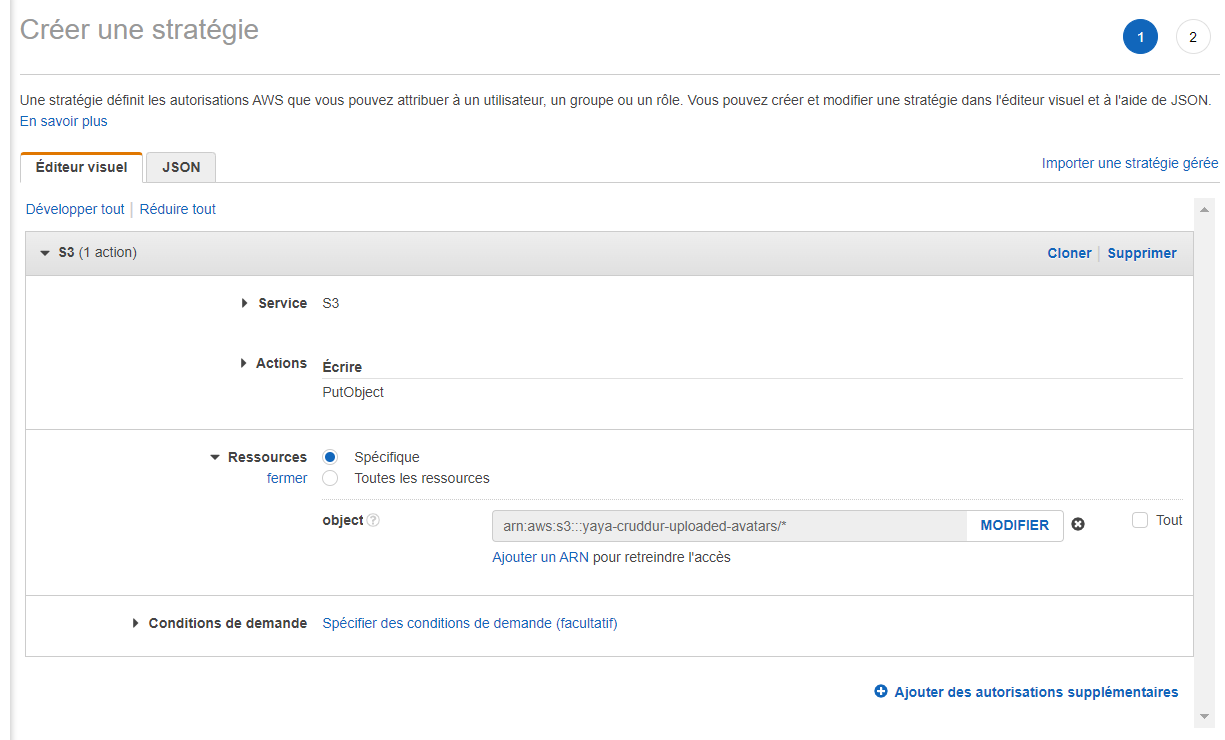 Créer une stratégie
1
2
Une stratégie définit les autorisations AWS que vous pouvez attribuer à un utilisateur, un groupe ou un rôle. Vous pouvez créer et modifier une stratégie dans l'éditeur visuel et à l'aide de JSON.
En savoir plus
Importer une stratégie gérée
Éditeur visuel
JSON
Développer tout | Réduire tout
S3 (1 action)
Cloner | Supprimer
Service S3
Actions Écrire
PutObject
Ressources Spécifique
fermer Toutes les ressources
object ? arn:aws:s3:::yaya-cruddur-uploaded-avatars/* MODIFIER Tout
Ajouter un ARN pour retreindre l'accès
Conditions de demande Spécifier des conditions de demande (facultatif)
Ajouter des autorisations supplémentaires